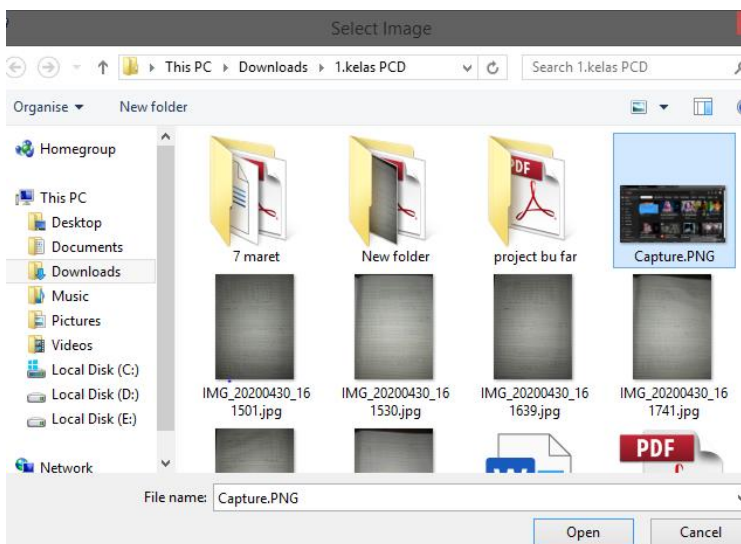 Select Image
This PC Downloads 1.kelas PCD
Search 1.kelas PCD
Organise
New folder
Homegroup
This PC
Desktop
Documents
Downloads
Music
Pictures
Videos
Local Disk (C:)
Local Disk (D:)
Local Disk (E:)
Network
PDF
7 maret
New folder
project bu far
Capture.PNG
IMG_20200430_16
1501.jpg
IMG_20200430_16
1530.jpg
IMG_20200430_16
1639.jpg
IMG_20200430_16
1741.jpg
W
PDF
File name: Capture.PNG
Open
Cancel